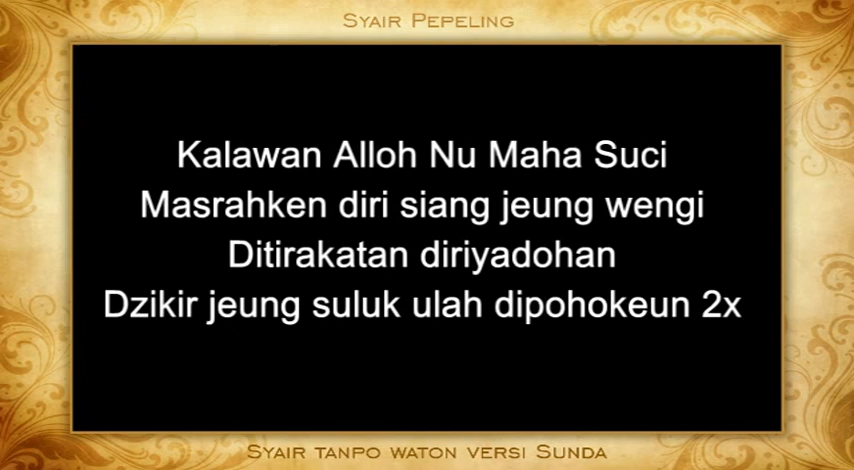 Syair Pepeling
Kalawan Alloh Nu Maha Suci
Masrahken diri siang jeung wengi
Ditirakatan diriyadohan
Dzikir jeung suluk ulah dipohokeun 2x
Syair tanpo waton versi Sunda